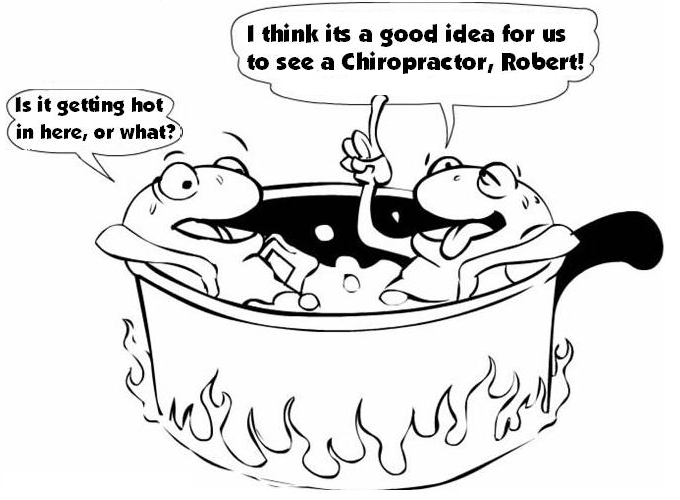 Is it getting hot
in here, or what?
I think its a good idea for us
to see a Chiropractor, Robert!